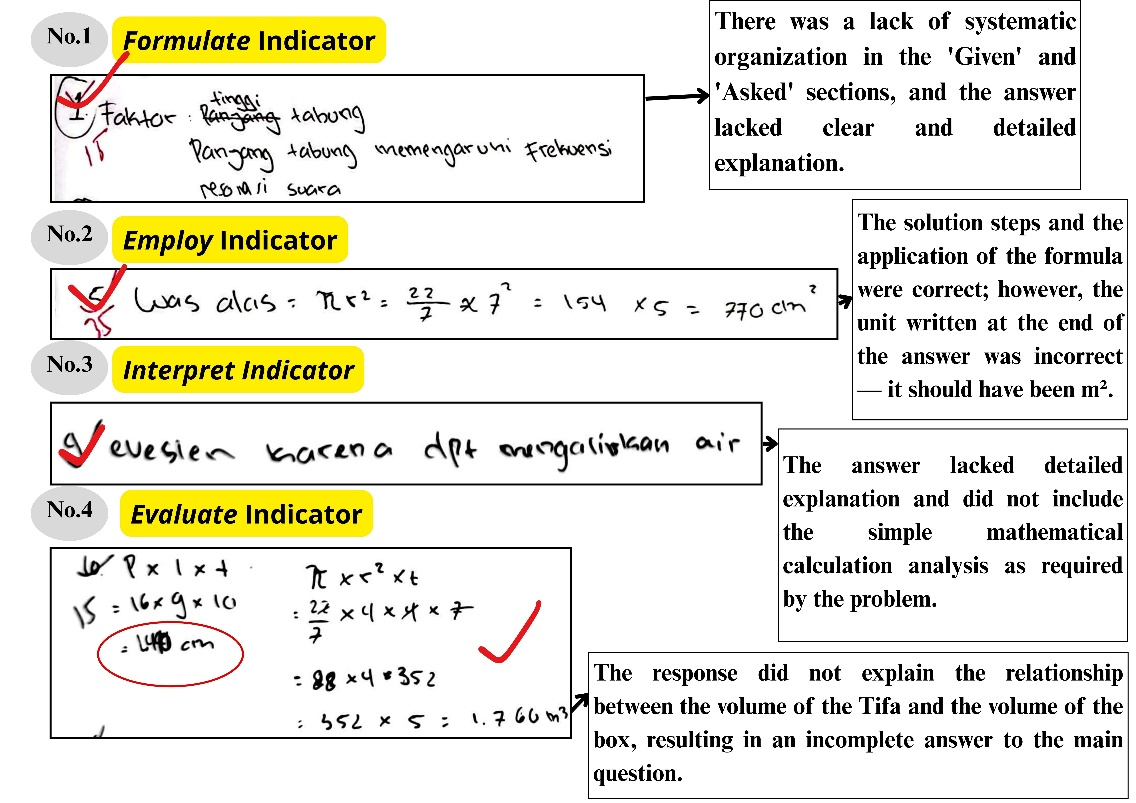 No.1
Formulate Indicator
1 Faktor : tinggi
Panjang tabung
15
Panjang tabung memengaruhi Frekuensi
resonansi suara
There was a lack of systematic
organization in the 'Given' and
'Asked' sections, and the answer
lacked clear and detailed
explanation.
No.2
Employ Indicator
5 Luas alas = πr² = 22/7 x 7² = 154 x 5 = 770 cm²
35
The solution steps and the
application of the formula
were correct; however, the
unit written at the end of
the answer was incorrect
— it should have been m².
No.3
Interpret Indicator
9 evesien karena dpt mengalirkan air
The answer lacked detailed
explanation and did not include
the simple mathematical
calculation analysis as required
by the problem.
No.4
Evaluate Indicator
10 P x l x t
15 = 16 x 9 x 10
cm
π x r² x t
= 22/7 x 4 x 4 x 7
= 88 x 4 = 352
= 352 x 5 = 1.760 m³
The response did not explain the relationship
between the volume of the Tifa and the volume of the
box, resulting in an incomplete answer to the main
question.